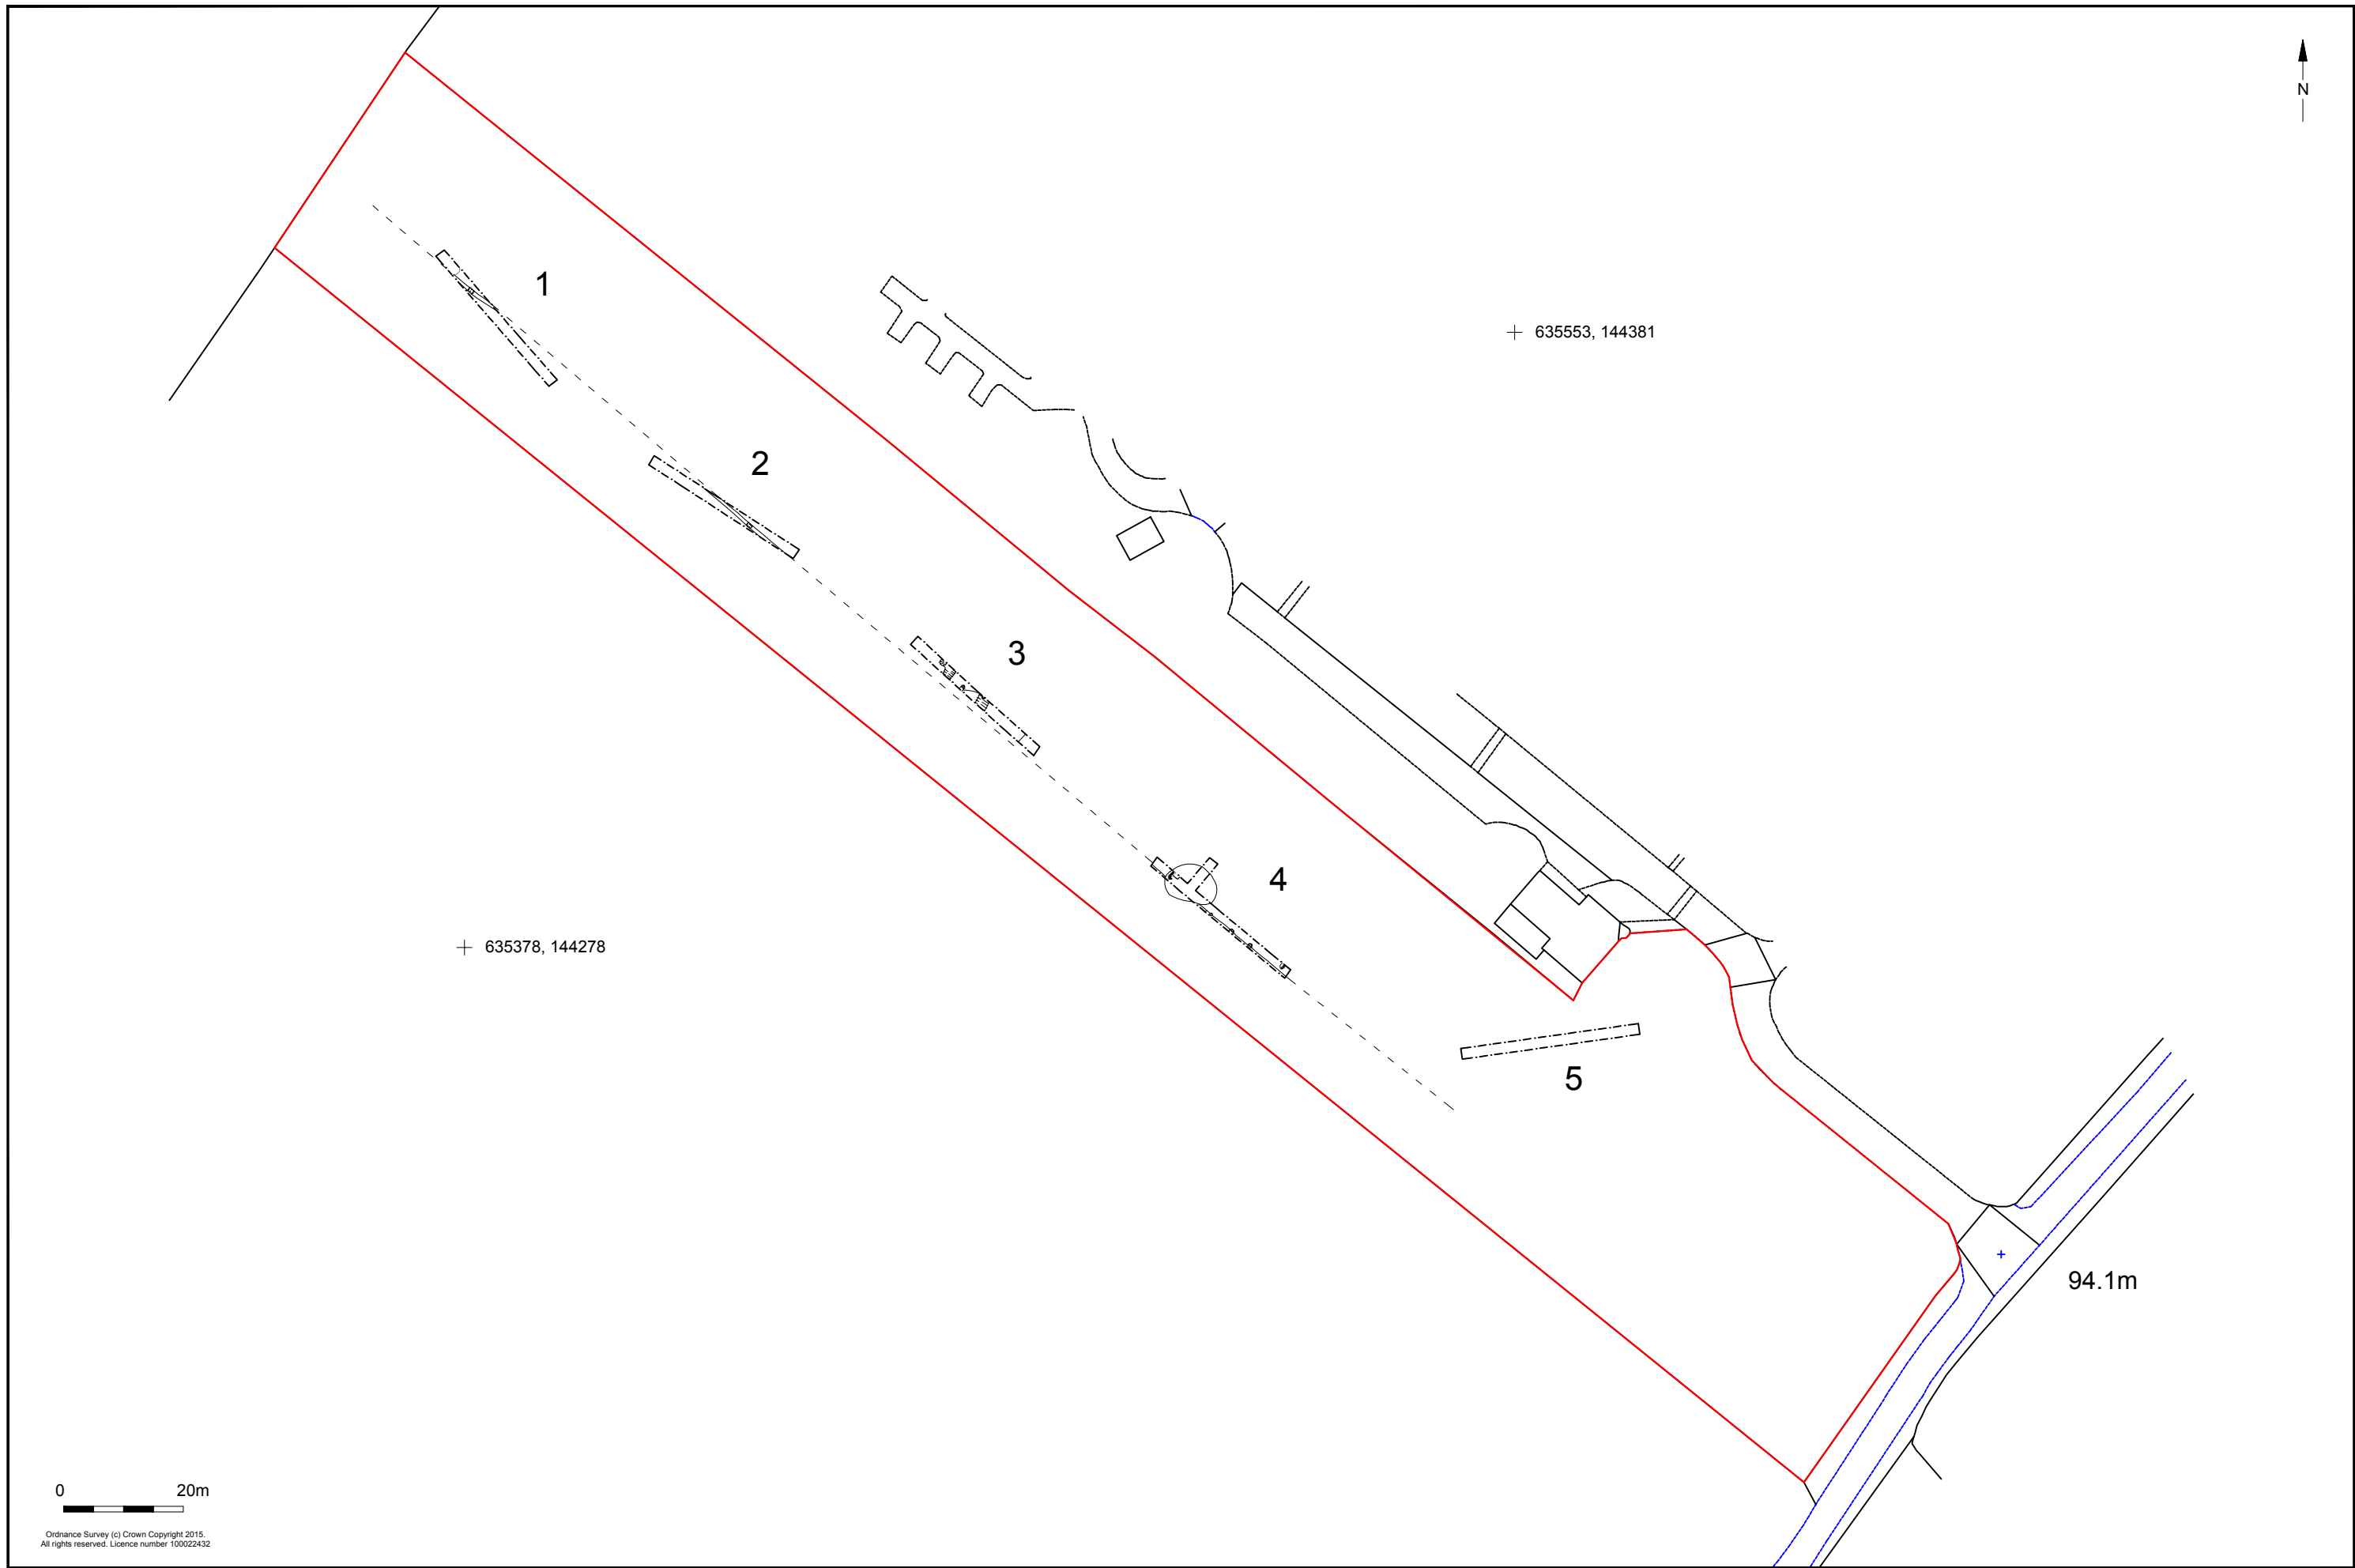 N
1
635553, 144381
2
3
4
635378, 144278
5
94.1m
0 20m
Ordnance Survey (c) Crown Copyright 2015.
All rights reserved. Licence number 100022432